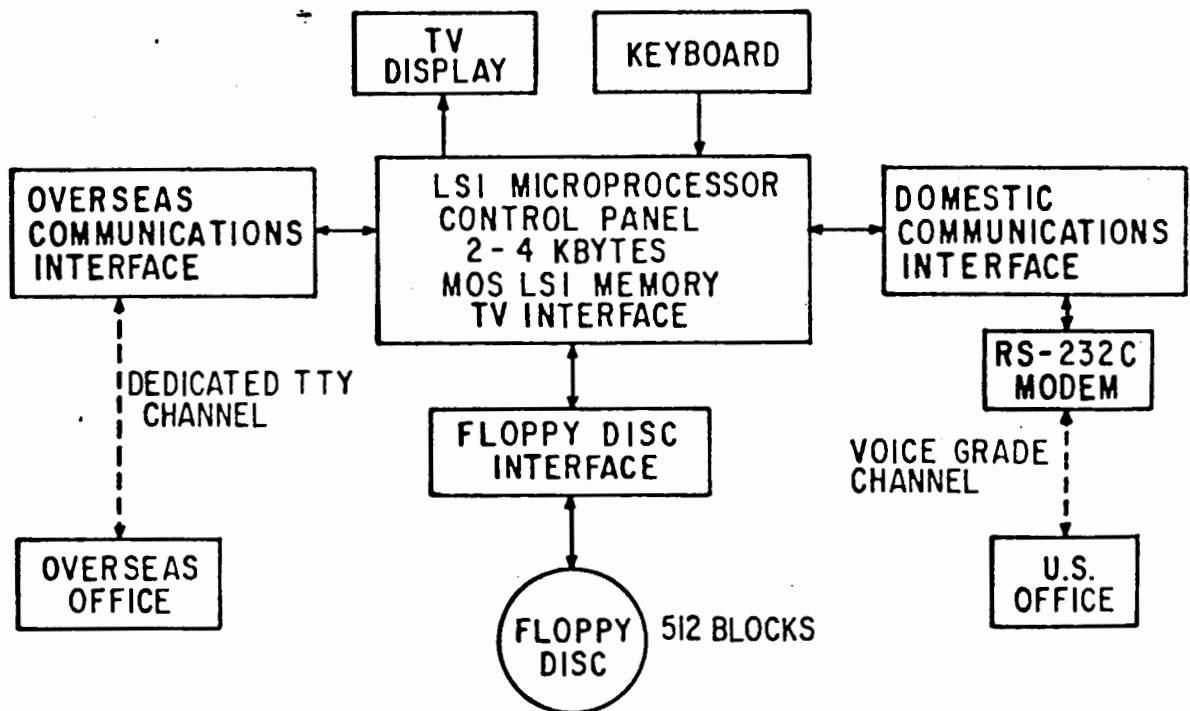 TV
DISPLAY
KEYBOARD
OVERSEAS
COMMUNICATIONS
INTERFACE
LSI MICROPROCESSOR
CONTROL PANEL
2-4 KBYTES
MOS LSI MEMORY
TV INTERFACE
DOMESTIC
COMMUNICATIONS
INTERFACE
RS-232C
MODEM
DEDICATED TTY
CHANNEL
FLOPPY DISC
INTERFACE
VOICE GRADE
CHANNEL
OVERSEAS
OFFICE
FLOPPY
DISC
512 BLOCKS
U.S.
OFFICE